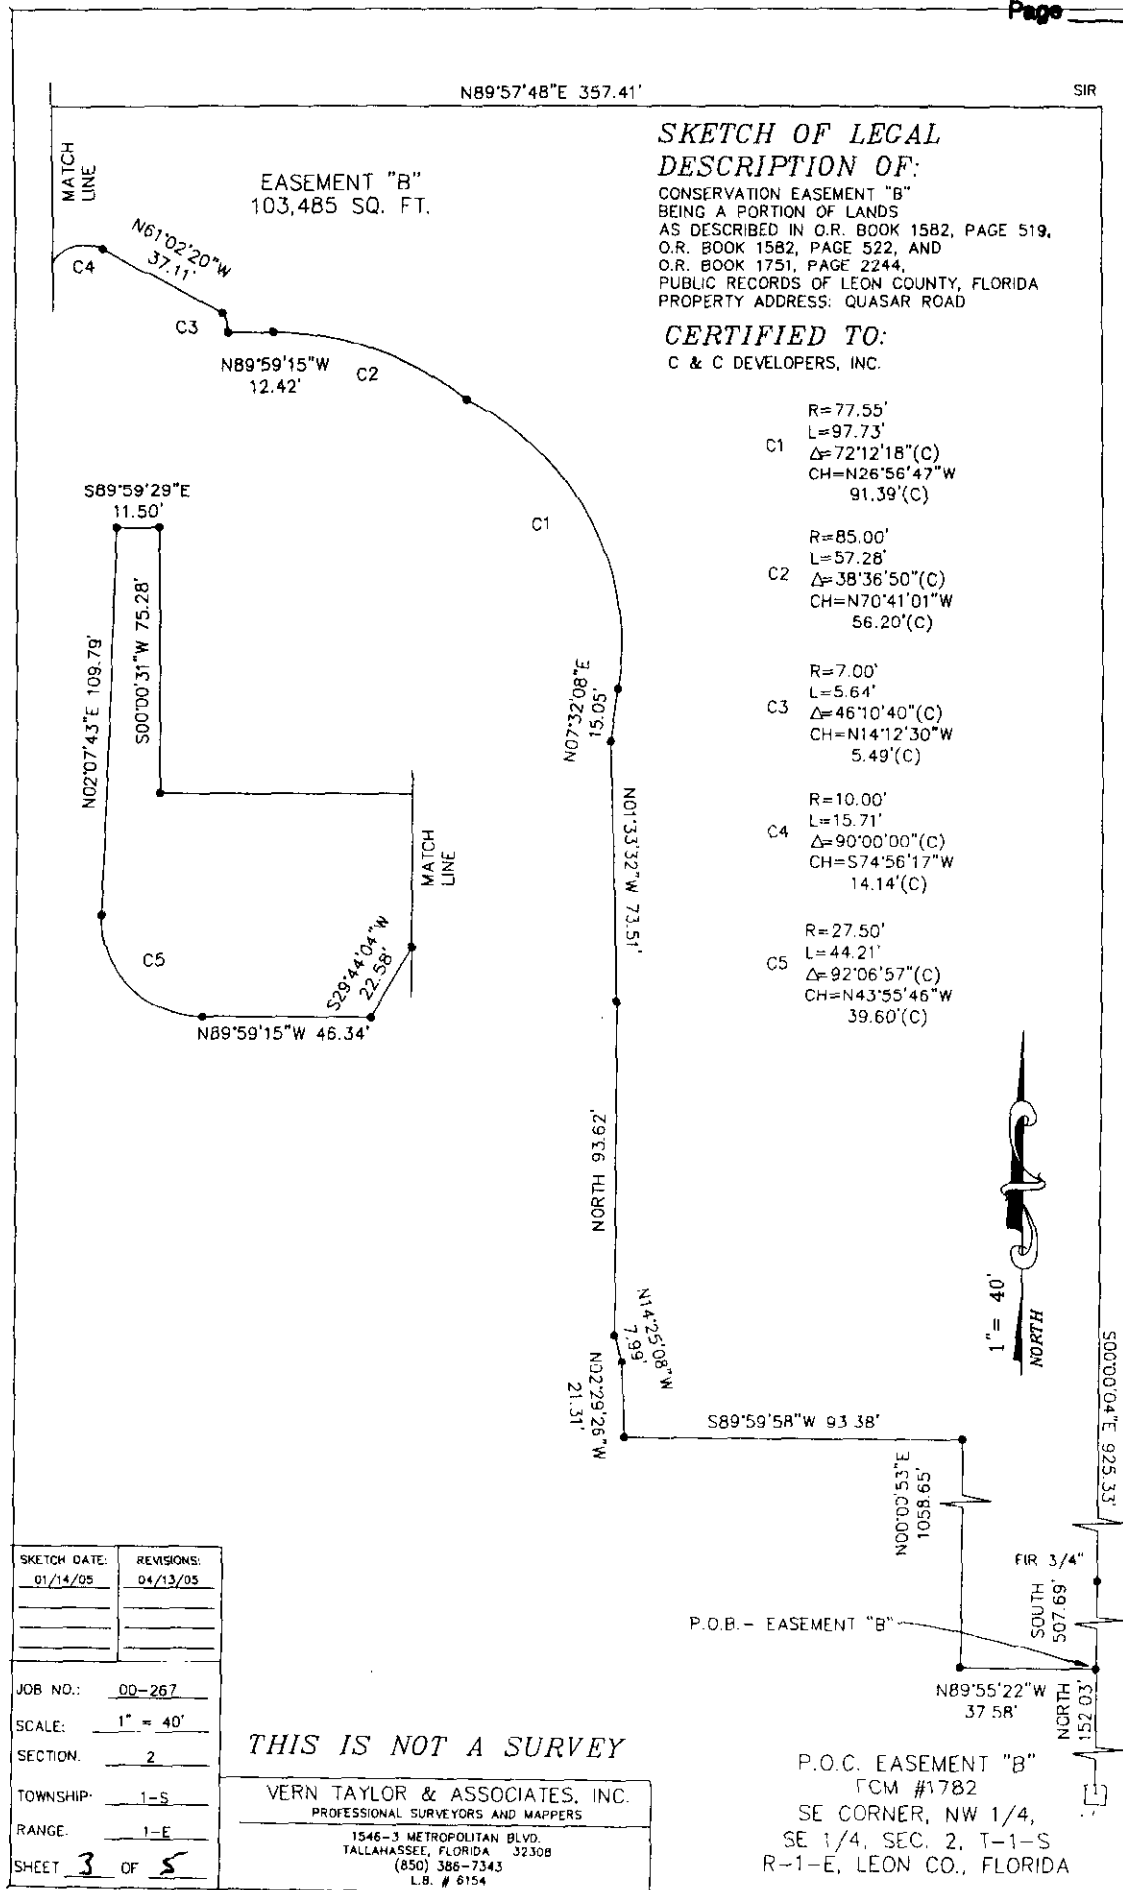 Page
N89°57'48"E 357.41'
SIR
MATCH
LINE
EASEMENT "B"
103,485 SQ. FT.
SKETCH OF LEGAL
DESCRIPTION OF:
CONSERVATION EASEMENT "B"
BEING A PORTION OF LANDS
AS DESCRIBED IN O.R. BOOK 1582, PAGE 519,
O.R. BOOK 1582, PAGE 522, AND
O.R. BOOK 1751, PAGE 2244,
PUBLIC RECORDS OF LEON COUNTY, FLORIDA
PROPERTY ADDRESS: QUASAR ROAD
CERTIFIED TO:
C & C DEVELOPERS, INC.
N61°02'20"W
37.11'
C4
C3
N89°59'15"W
12.42'
C2
C1
C1
R=77.55'
L=97.73'
Δ=72°12'18"(C)
CH=N26°56'47"W
91.39'(C)
C2
R=85.00'
L=57.28'
Δ=38°36'50"(C)
CH=N70°41'01"W
56.20'(C)
C3
R=7.00'
L=5.64'
Δ=46°10'40"(C)
CH=N14°12'30"W
5.49'(C)
C4
R=10.00'
L=15.71'
Δ=90°00'00"(C)
CH=S74°56'17"W
14.14'(C)
C5
R=27.50'
L=44.21'
Δ=92°06'57"(C)
CH=N43°55'46"W
39.60'(C)
S89°59'29"E
11.50'
N02°07'43"E 109.79'
S00°00'31"W 75.28'
MATCH
LINE
C5
S29°44'04"W
22.58'
N89°59'15"W 46.34'
N07°32'08"E
15.05'
N01°33'32"W 73.51'
NORTH 93.62'
N14°25'08"W
7.99'
N02°29'26"W
21.31'
S89°59'58"W 93.38'
N00°00'53"E
1058.65'
1"= 40'
NORTH
S00°00'04"E 925.33'
FIR 3/4"
SOUTH
507.69'
P.O.B.- EASEMENT "B"
N89°55'22"W
37.58'
NORTH
152.03'
P.O.C. EASEMENT "B"
FCM #1782
SE CORNER, NW 1/4,
SE 1/4, SEC. 2, T-1-S
R-1-E, LEON CO., FLORIDA
SKETCH DATE:
01/14/05
REVISIONS:
04/13/05
JOB NO.: 00-267
SCALE: 1" = 40'
SECTION. 2
TOWNSHIP. 1-S
RANGE. 1-E
SHEET 3 OF 5
THIS IS NOT A SURVEY
VERN TAYLOR & ASSOCIATES, INC.
PROFESSIONAL SURVEYORS AND MAPPERS
1546-3 METROPOLITAN BLVD.
TALLAHASSEE, FLORIDA 32308
(850) 386-7343
L.B. # 6154